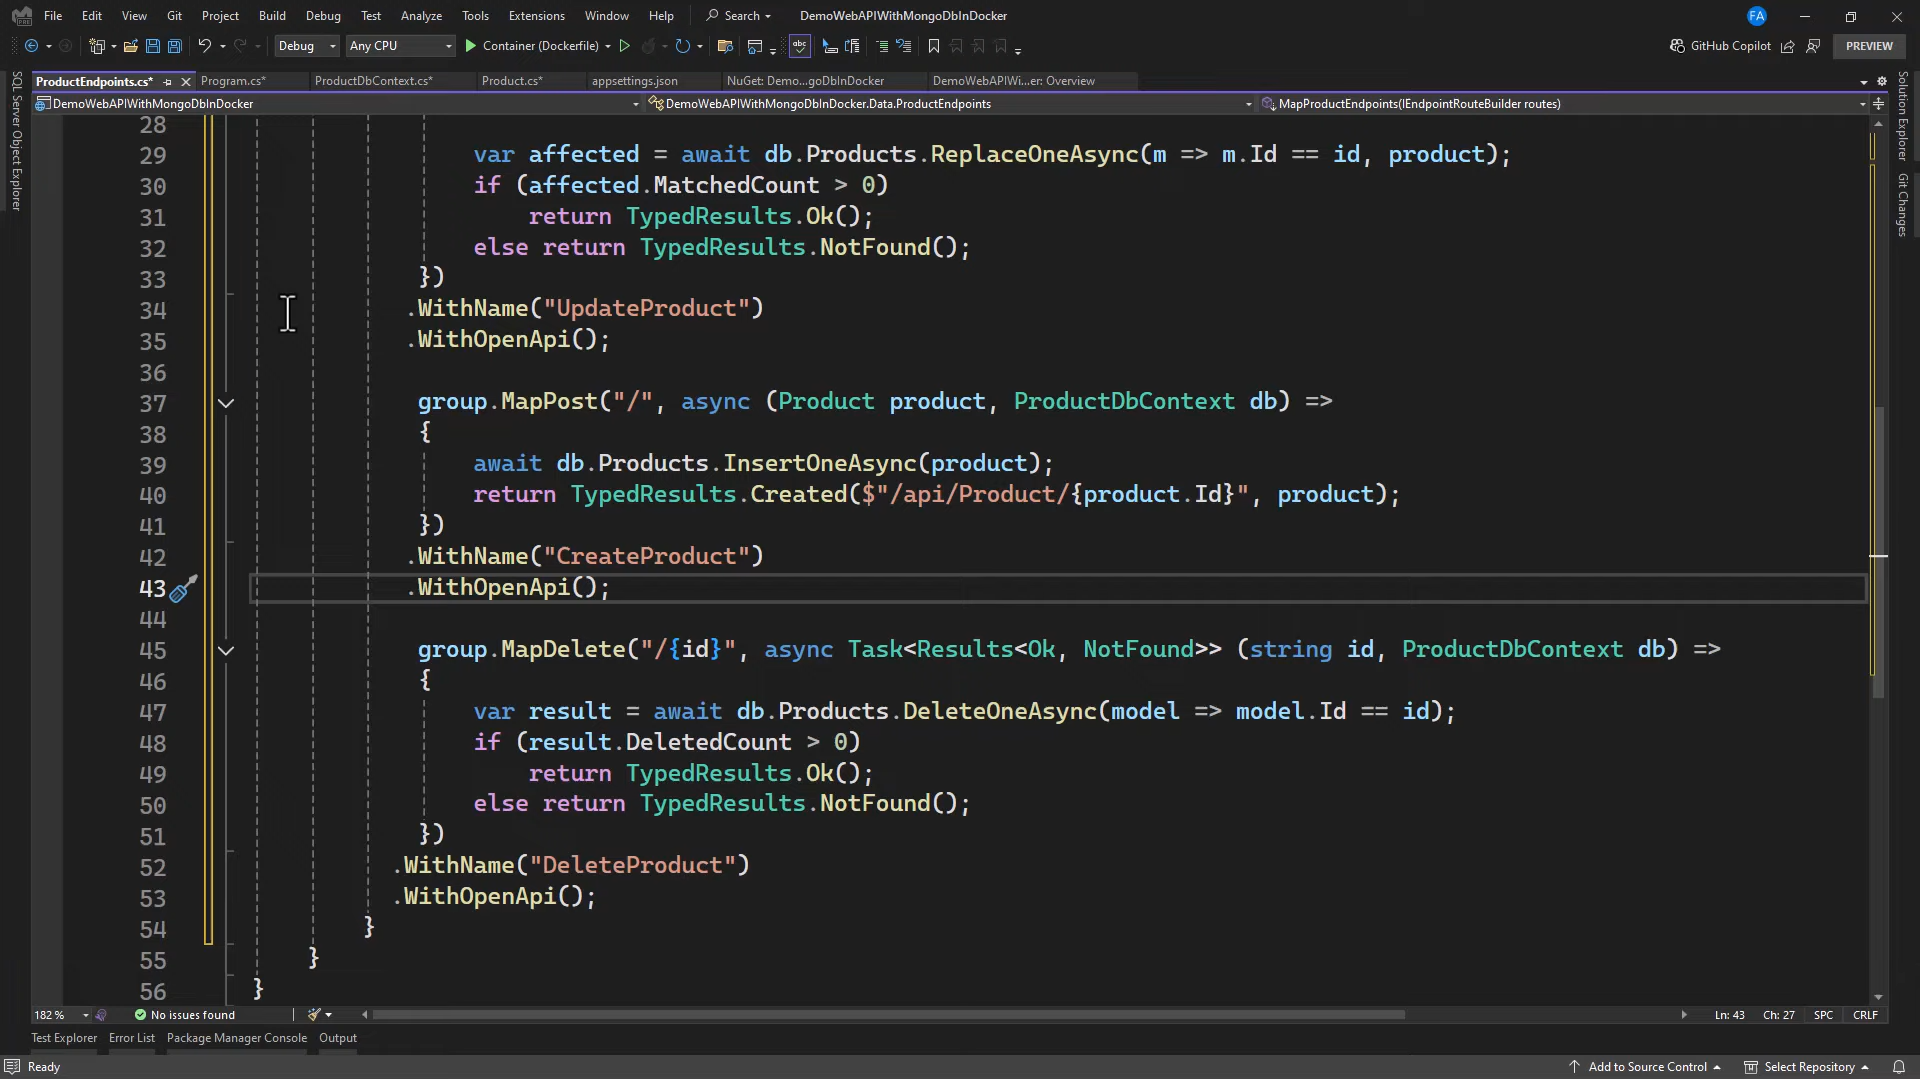 File Edit View Git Project Build Debug Test Analyze Tools Extensions Window Help Search DemoWebAPIWithMongoDbInDocker FA
Debug Any CPU Container (Dockerfile) abc GitHub Copilot PREVIEW
ProductEndpoints.cs* Program.cs* ProductDbContext.cs* Product.cs* appsettings.json NuGet: Demo...goDbInDocker DemoWebAPIWi...er: Overview
DemoWebAPIWithMongoDbInDocker DemoWebAPIWithMongoDbInDocker.Data.ProductEndpoints MapProductEndpoints(IEndpointRouteBuilder routes)
SQL Server Object Explorer
Solution Explorer
Git Changes
28
29 var affected = await db.Products.ReplaceOneAsync(m => m.Id == id, product);
30 if (affected.MatchedCount > 0)
31 return TypedResults.Ok();
32 else return TypedResults.NotFound();
33 })
34 .WithName("UpdateProduct")
35 .WithOpenApi();
36
37 group.MapPost("/", async (Product product, ProductDbContext db) =>
38 {
39 await db.Products.InsertOneAsync(product);
40 return TypedResults.Created($"/api/Product/{product.Id}", product);
41 })
42 .WithName("CreateProduct")
43 .WithOpenApi();
44
45 group.MapDelete("/{id}", async Task<Results<Ok, NotFound>> (string id, ProductDbContext db) =>
46 {
47 var result = await db.Products.DeleteOneAsync(model => model.Id == id);
48 if (result.DeletedCount > 0)
49 return TypedResults.Ok();
50 else return TypedResults.NotFound();
51 })
52 .WithName("DeleteProduct")
53 .WithOpenApi();
54 }
55 }
56 }
182 % No issues found Ln: 43 Ch: 27 SPC CRLF
Test Explorer Error List Package Manager Console Output
Ready Add to Source Control Select Repository